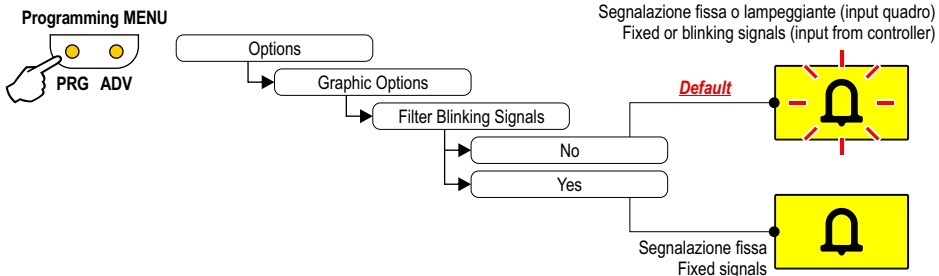 Programming MENU
PRG ADV
Options
Graphic Options
Filter Blinking Signals
No
Yes
Default
Segnalazione fissa o lampeggiante (input quadro)
Fixed or blinking signals (input from controller)
Segnalazione fissa
Fixed signals